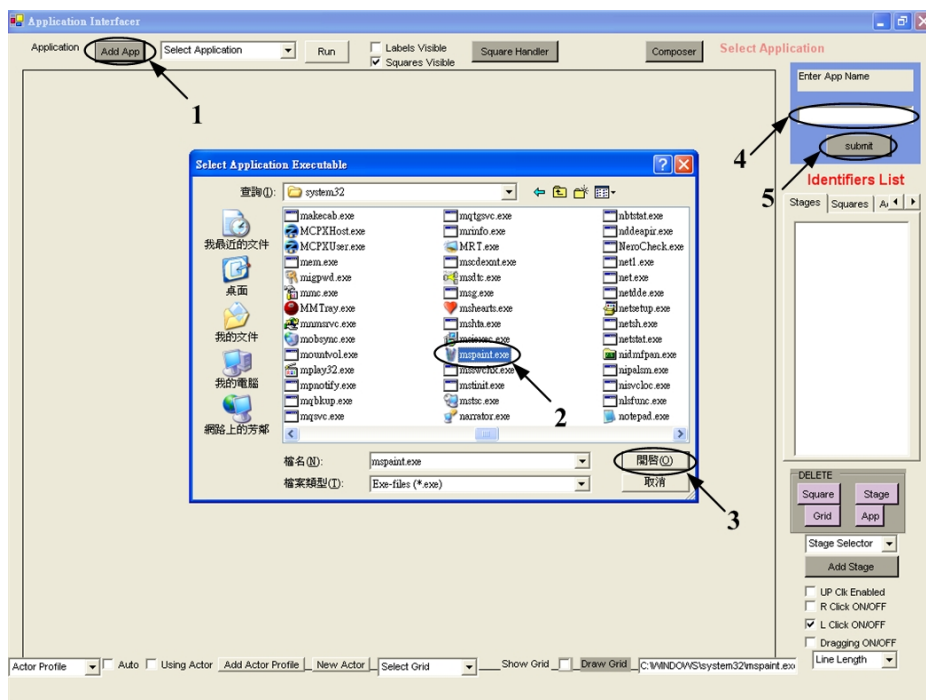 Application Interfacer
Application
Add App
Select Application
Run
Labels Visible
Squares Visible
Square Handler
Composer
Select Application
1
Enter App Name
4
submit
5
Identifiers List
Stages
Squares
Select Application Executable
查詢(I):
system32
我最近的文件
桌面
我的文件
我的電腦
網路上的芳鄰
makecab.exe
MCPXHost.exe
MCPXUser.exe
mem.exe
migpwd.exe
mmc.exe
MMTray.exe
mnmsrvc.exe
mobsync.exe
mountvol.exe
mplay32.exe
mpnotify.exe
mqbkup.exe
mqsvc.exe
mqtgsvc.exe
mrinfo.exe
MRT.exe
mscdexnt.exe
msdtc.exe
msg.exe
mshearts.exe
mshta.exe
msiexec.exe
mspaint.exe
msswchx.exe
mstinit.exe
mstsc.exe
narrator.exe
nbtstat.exe
nddeapir.exe
NeroCheck.exe
net1.exe
net.exe
netdde.exe
netsetup.exe
netsh.exe
netstat.exe
nidmfpan.exe
nipalsm.exe
nisvcloc.exe
nlsfunc.exe
notepad.exe
2
檔名(N):
mspaint.exe
開啓(O)
檔案類型(T):
Exe-files (*.exe)
取消
3
DELETE
Square
Stage
Grid
App
Stage Selector
Add Stage
UP Clk Enabled
R Click ON/OFF
L Click ON/OFF
Dragging ON/OFF
Line Length
Actor Profile
Auto
Using Actor
Add Actor Profile
New Actor
Select Grid
Show Grid
Draw Grid
C:\WINDOWS\system32\mspaint.exe